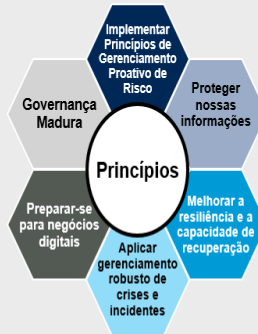 Implementar
Princípios de
Gerenciamento
Proativo de
Risco
Proteger
nossas
informações
Melhorar a
resiliência e a
capacidade de
recuperação
Aplicar
gerenciamento
robusto de
crises e
incidentes
Preparar-se
para negócios
digitais
Governança
Madura
Princípios